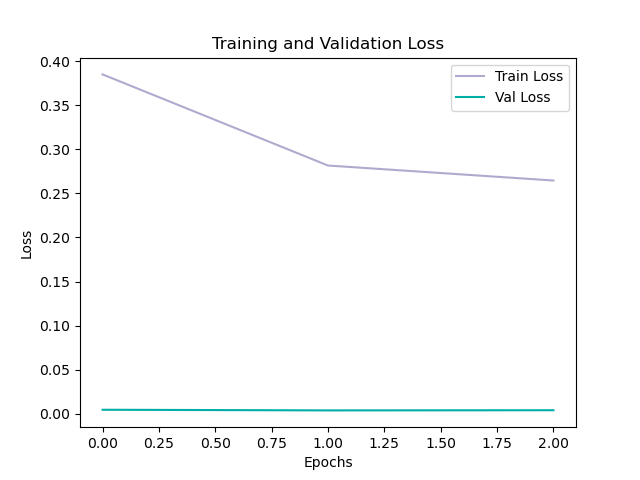 Training and Validation Loss
Train Loss
Val Loss
0.40
0.35
0.30
0.25
0.20
0.15
0.10
0.05
0.00
Loss
0.00 0.25 0.50 0.75 1.00 1.25 1.50 1.75 2.00
Epochs